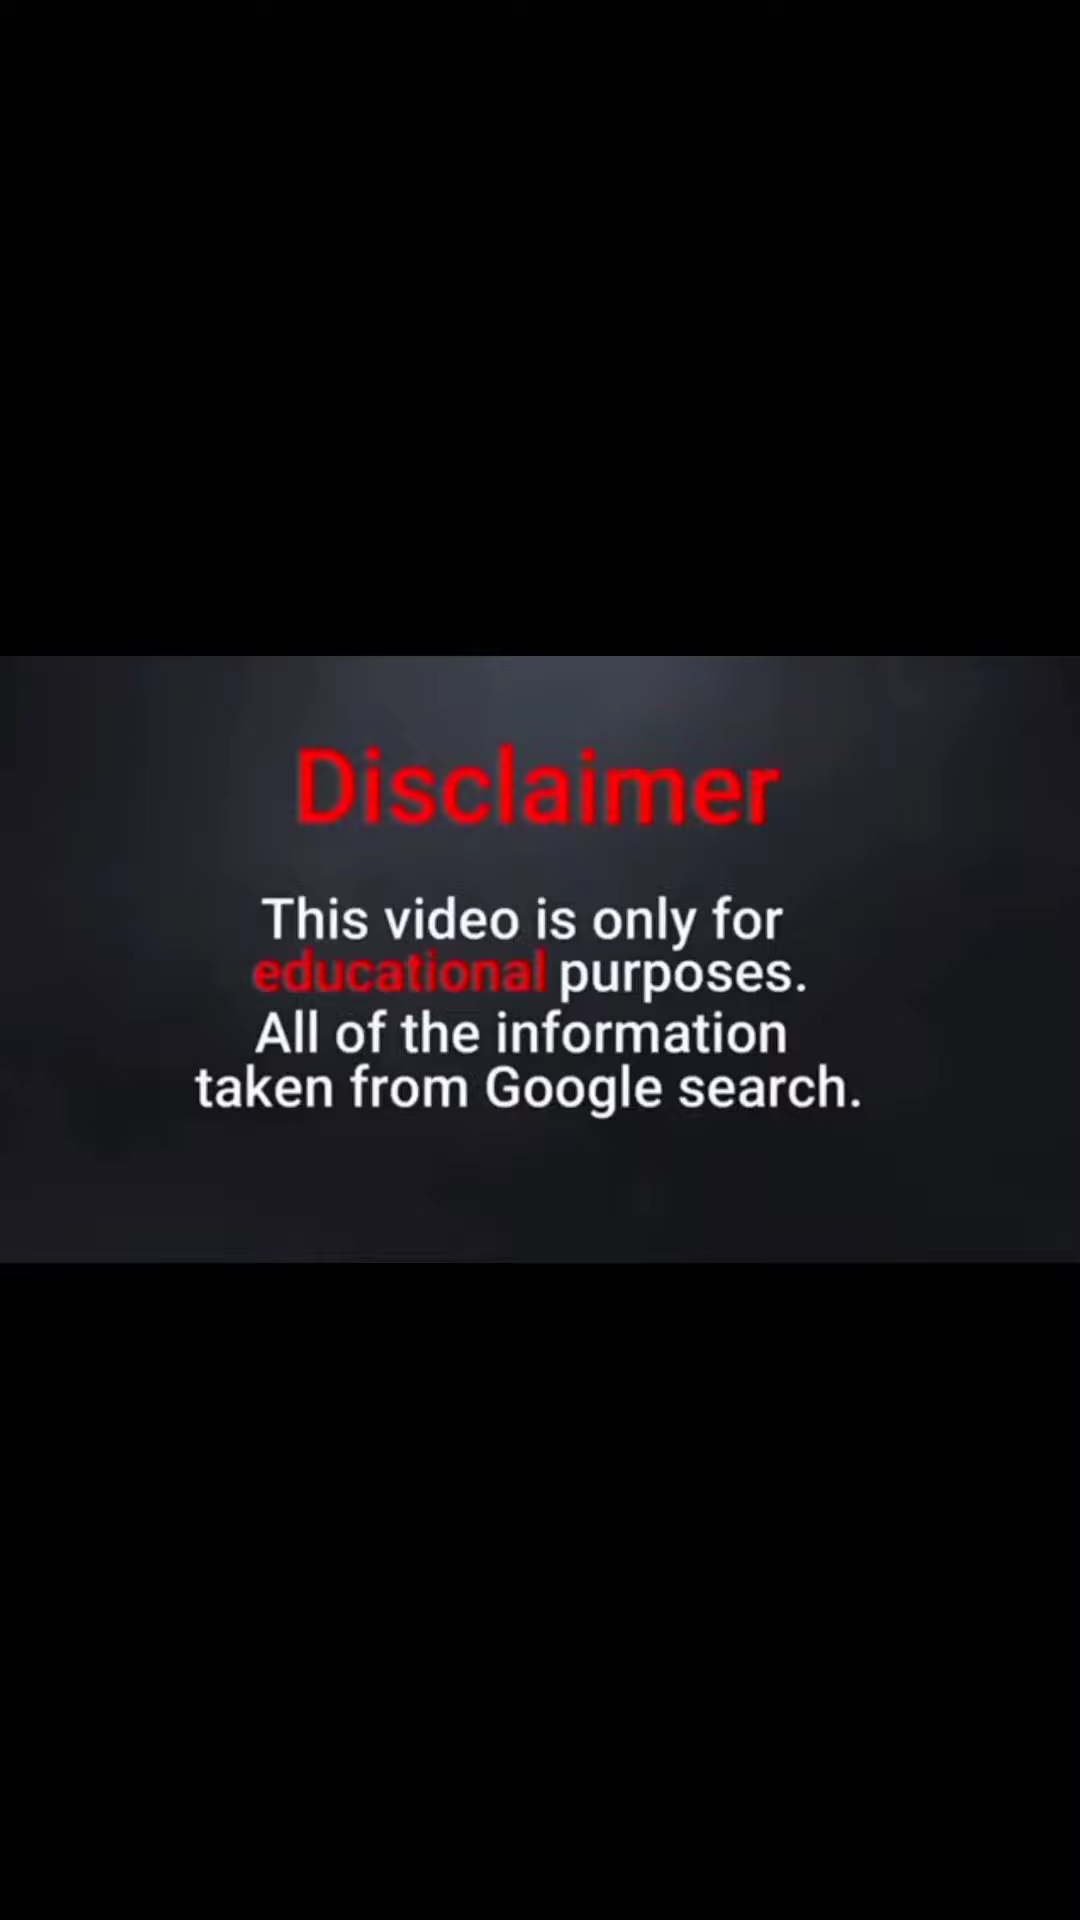 Disclaimer
This video is only for
educational purposes.
All of the information
taken from Google search.